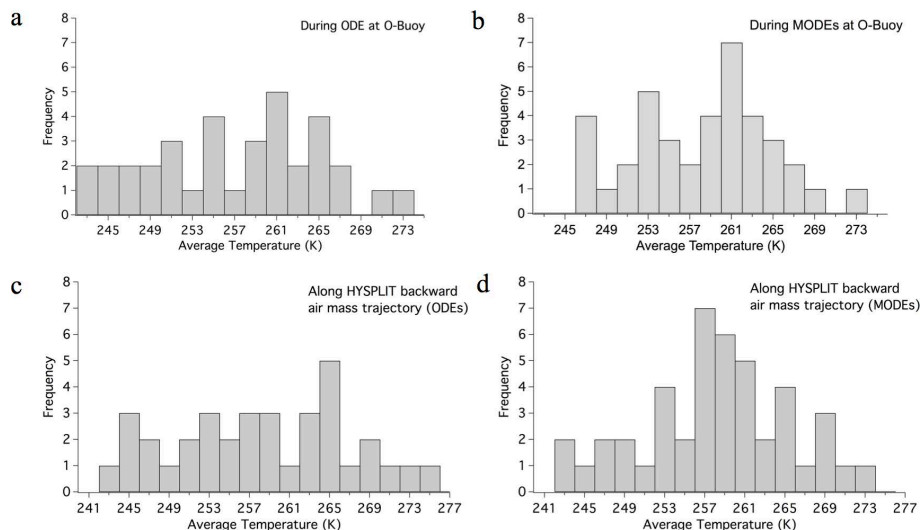 a
During ODE at O-Buoy
8
7
6
5
4
3
2
1
0
Frequency
245 249 253 257 261 265 269 273
Average Temperature (K)
b
During MODEs at O-Buoy
8
7
6
5
4
3
2
1
0
Frequency
245 249 253 257 261 265 269 273
Average Temperature (K)
c
Along HYSPLIT backward
air mass trajectory (ODEs)
8
7
6
5
4
3
2
1
0
Frequency
241 245 249 253 257 261 265 269 273 277
Average Temperature (K)
d
Along HYSPLIT backward
air mass trajectory (MODEs)
8
7
6
5
4
3
2
1
0
Frequency
241 245 249 253 257 261 265 269 273 277
Average Temperature (K)